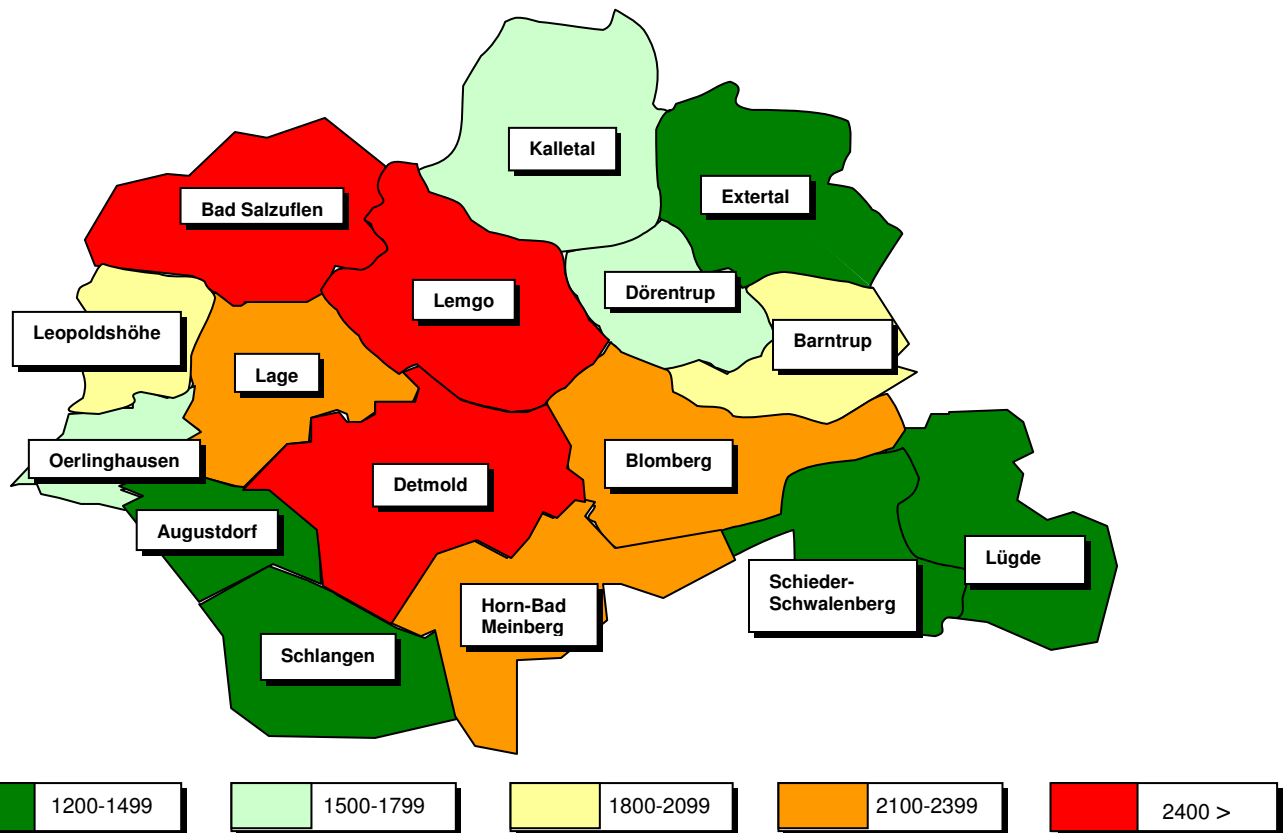 Kalletal
Extertal
Bad Salzuflen
Dörentrup
Lemgo
Leopoldshöhe
Barntrup
Lage
Oerlinghausen
Blomberg
Detmold
Augustdorf
Lügde
Schieder-
Schwalenberg
Horn-Bad
Meinberg
Schlangen
1200-1499
1500-1799
1800-2099
2100-2399
2400 >